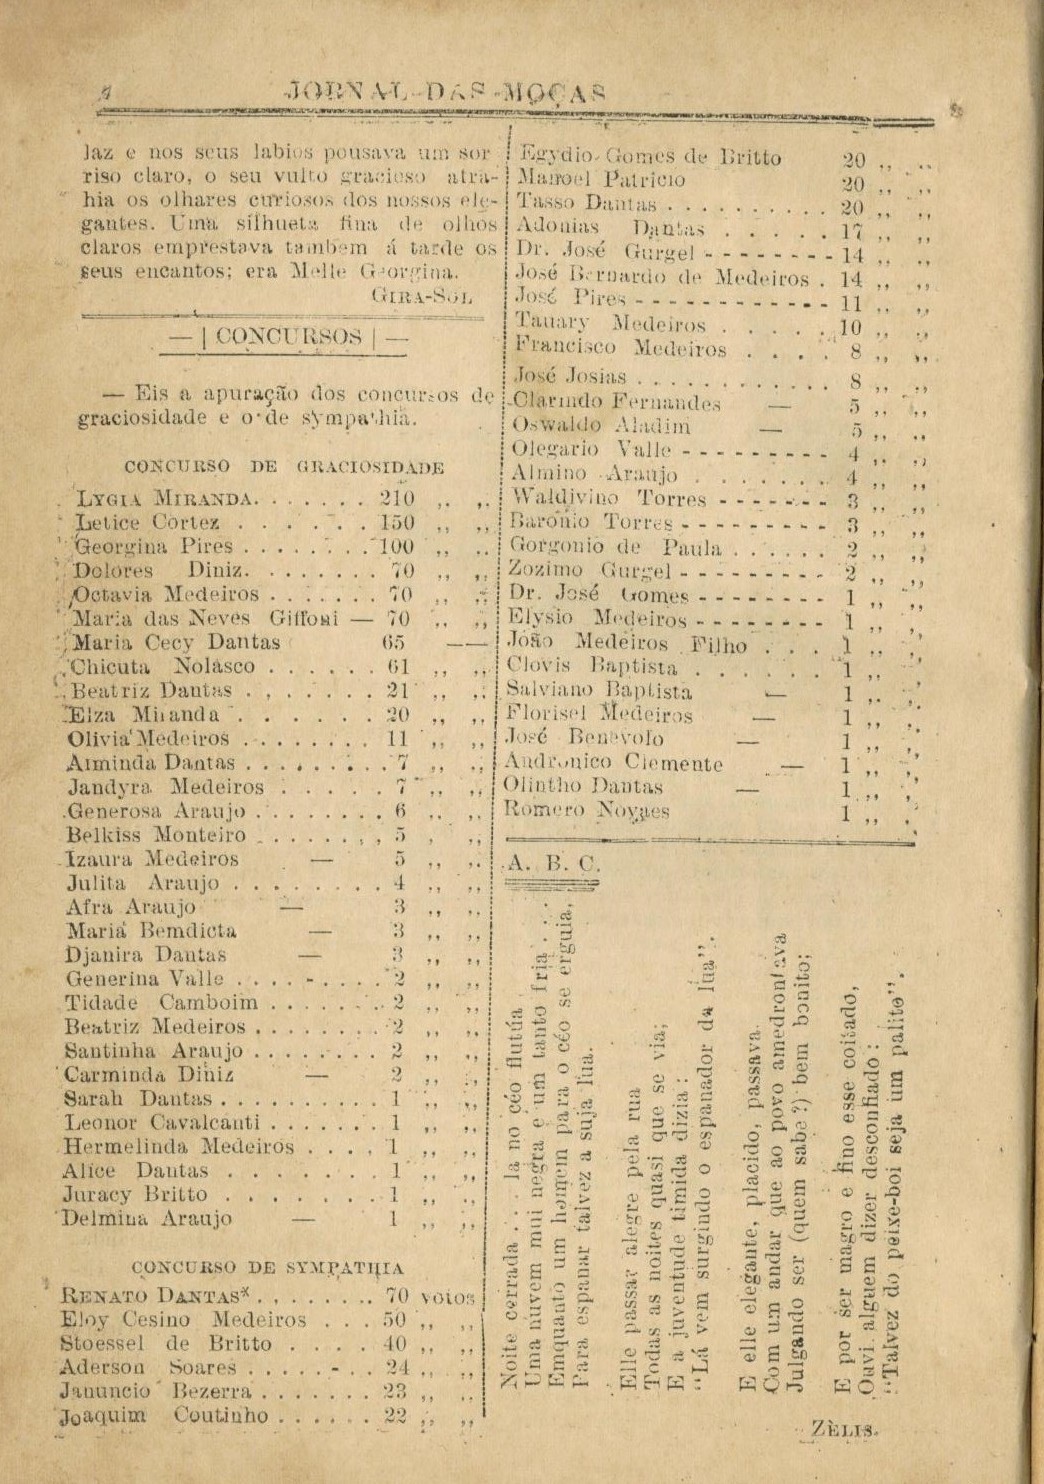 JORNAL DAS MOÇAS
laz e nos seus labios pousava um sor
riso claro, o seu vulto gracioso atra-
hia os olhares curiosos dos nossos ele-
gantes. Uma silhueta fina de olhos
claros emprestava tambem á tarde os
seus encantos; era Melle Georgina.
GIRA-SOL
— | CONCURSOS | —
— Eis a apuração dos concursos de
graciosidade e o de sympathia.
CONCURSO DE GRACIOSIDADE
LYGIA MIRANDA. . . . . . . 210 ,, ,,
Letice Cortez . . . . . . . 150 ,, ,,
Georgina Pires . . . . . . . . 100 ,, ,,
Dolores Diniz. . . . . . . . 70 ,, ,,
Octavia Medeiros . . . . . . . 70 ,, ,,
Maria das Neves Giffoni — 70 ,, ,,
Maria Cecy Dantas 65 ——
Chicuta Nolasco . . . . . . 61 ,, ,,
Beatriz Dantas . . . . . . . 21 ,, ,,
Elza Miranda . . . . . . . 20 ,, ,,
Olivia Medeiros . . . . . . . . 11 ,, ,,
Arminda Dantas . . . . . . . . . 7 ,, ,,
Jandyra Medeiros . . . . . 7 ,, ,,
Generosa Araujo . . . . . . . . 6 ,, ,,
Belkiss Monteiro . . . . . . , , 5 , ,,
Izaura Medeiros — 5 ,, ,,
Julita Araujo . . . . . . . . 4 ,, ,,
Afra Araujo — 3 ,, ,,
Maria Bemdicta — 3 ,, ,,
Djanira Dantas — 3 ,, ,,
Generina Valle . . . . - . . . . 2 ,, ,,
Tidade Camboim . . . . . . . . 2 ,, ,,
Beatriz Medeiros . . . . . . . . 2 ,, ,,
Santinha Araujo . . . . . . . . 2 ,, ,,
Carminda Diniz — 2 ,, ,,
Sarah Dantas . . . . . . . . . . 1 ,, ,,
Leonor Cavalcanti . . . . . . . 1 ,, ,,
Hermelinda Medeiros . . . . 1 ,, ,,
Alice Dantas . . . . . . . 1 ,, ,,
Juracy Britto . . . . . . . . 1 ,, ,,
Delmina Araujo — 1 ,, ,,
CONCURSO DE SYMPATHIA
RENATO DANTAS* . . . . . . . 70 votos
Eloy Cesino Medeiros . . . 50 ,, ,,
Stoessel de Britto . . . . 40 ,, ,,
Aderson Soares . . . . - . . 24 ,, ,,
Januncio Bezerra . . . . . . . 23 ,, ,,
Joaquim Coutinho . . . . . . 22 ,, ,,
Egydio Gomes de Britto 20 ,, ,,
Manoel Patricio 20 ,, ,,
Tasso Dantas . . . . . . . . . . 20 ,, ,,
Adonias Dantas . . . . . 17 ,, ,,
Dr. José Gurgel - - - - - - - - 14 ,, ,,
José Bernardo de Medeiros . 14 ,, ,,
José Pires - - - - - - - - - - - - 11 ,, ,,
Tauary Medeiros . . . . . 10 ,, ,,
Francisco Medeiros . . . . 8 ,, ,,
José Josias . . . . . . . . . . . . 8 ,, ,,
Clarindo Fernandes — 5 ,, ,,
Oswaldo Aladim — 5 ,, ,,
Olegario Valle - - - - - - - - - 4 ,, ,,
Almino Araujo . . . . . . . 4 ,, ,,
Waldivino Torres - - - - - - - 3 ,, ,,
Baronio Torres - - - - - - - - - 3 ,, ,,
Gorgonio de Paula . . . . . . 2 ,, ,,
Zozimo Gurgel - - - - - - - - - 2 ,, ,,
Dr. José Gomes - - - - - - - - 1 ,, ,,
Elysio Medeiros - - - - - - - - - 1 ,, ,,
João Medeiros Filho . . . 1 ,, ,,
Clovis Baptista . . . . . . 1 ,, ,,
Salviano Baptista — 1 ,, ,,
Florisel Medeiros — 1 ,, ,,
José Benevolo — 1 ,, ,,
Andronico Clemente — 1 ,, ,,
Olintho Dantas — 1 ,, ,,
Romero Novaes 1 ,, ,,
A. B. C.
Noite cerrada . . . la no céo flutúa
Uma nuvem mui negra e um tanto fria . . . .
Emquanto um homem para o céo se erguia,
Para espanar talvez a suja lua.
Elle passar alegre pela rua
Todas as noites quasi que se via;
E a juventude timida dizia :
"Lá vem surgindo o espanador da lua".
E elle elegante, placido, passava
Com um andar que ao povo amedrontava
Julgando ser (quem sabe?) bem bonito;
E por ser magro e fino esse coitado,
Ouvi alguem dizer desconfiado :
"Talvez do peixe-boi seja um palito".
ZÈLIS.